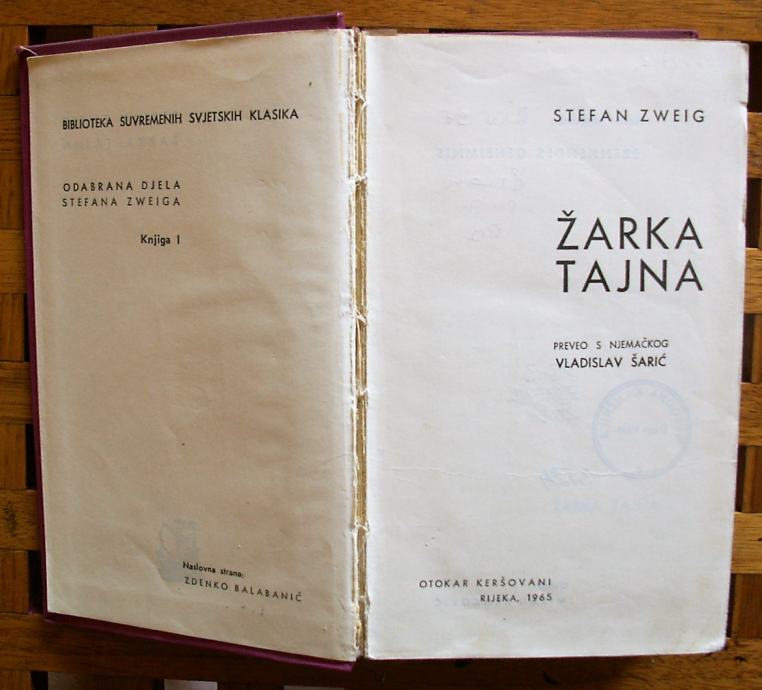 BIBLIOTEKA SUVREMENIH SVJETSKIH KLASIKA
ODABRANA DJELA
STEFANA ZWEIGA
Knjiga I
Naslovna strana:
ZDENKO BALABANIĆ
STEFAN ZWEIG
ŽARKA
TAJNA
PREVEO S NJEMAČKOG
VLADISLAV ŠARIĆ
OTOKAR KERŠOVANI
RIJEKA, 1965